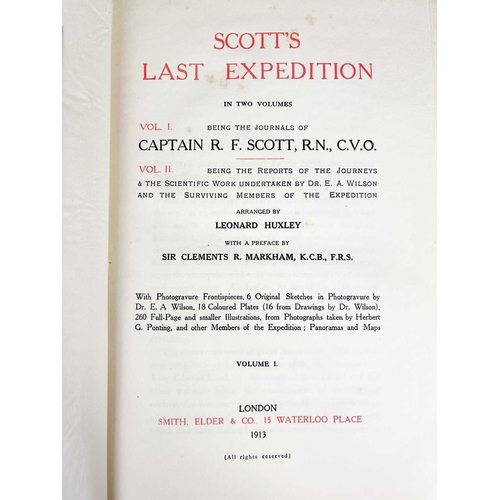 SCOTT'S
LAST EXPEDITION
IN TWO VOLUMES
VOL. I. BEING THE JOURNALS OF
CAPTAIN R. F. SCOTT, R.N., C.V.O.
VOL. II. BEING THE REPORTS OF THE JOURNEYS
& THE SCIENTIFIC WORK UNDERTAKEN BY DR. E. A. WILSON
AND THE SURVIVING MEMBERS OF THE EXPEDITION
ARRANGED BY
LEONARD HUXLEY
WITH A PREFACE BY
SIR CLEMENTS R. MARKHAM, K.C.B., F.R.S.
With Photogravure Frontispieces, 6 Original Sketches in Photogravure by
Dr. E. A Wilson, 18 Coloured Plates (16 from Drawings by Dr. Wilson),
260 Full-Page and smaller Illustrations, from Photographs taken by Herbert
G. Ponting, and other Members of the Expedition; Panoramas and Maps
VOLUME I.
LONDON
SMITH, ELDER & CO. 15 WATERLOO PLACE
1913
[All rights reserved]